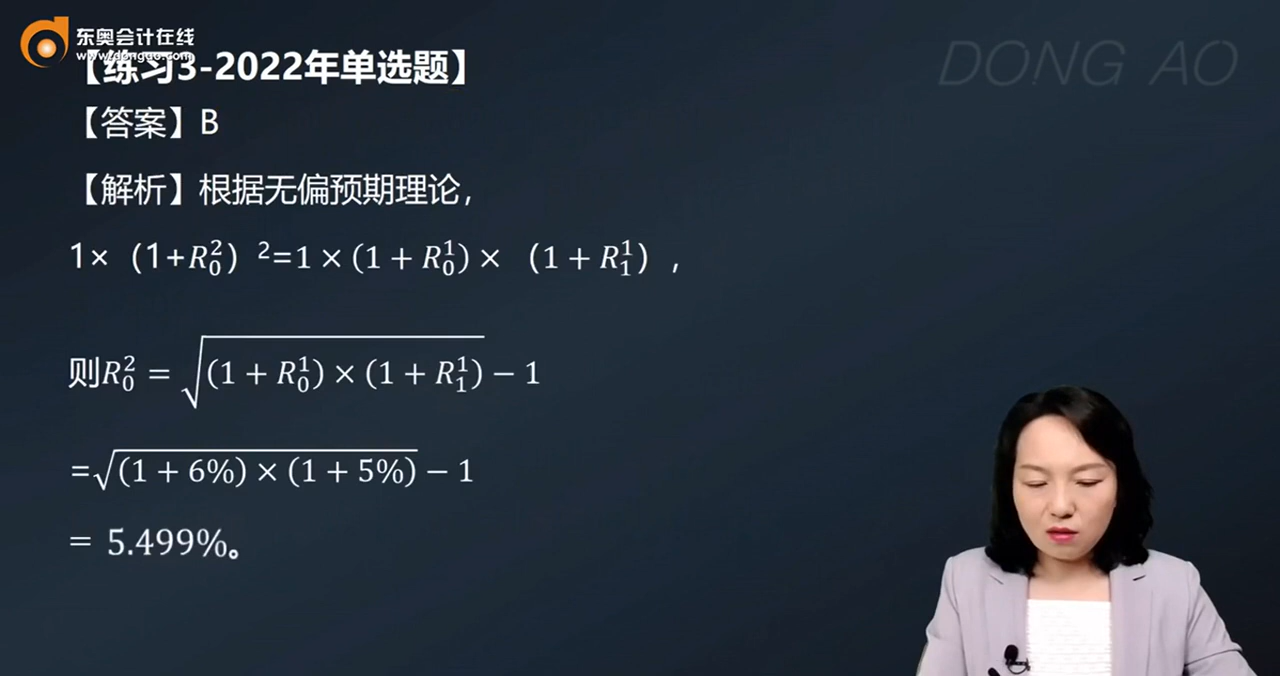 东奥会计在线
www.dongao.com
DONG AO
【练习3-2022年单选题】
【答案】B
【解析】根据无偏预期理论，
1×（1+R₀²）²=1×(1+R₀¹)×（1+R₁¹），
则R₀²=√((1+R₀¹)×(1+R₁¹))−1
=√((1+6%)×(1+5%))−1
= 5.499%。